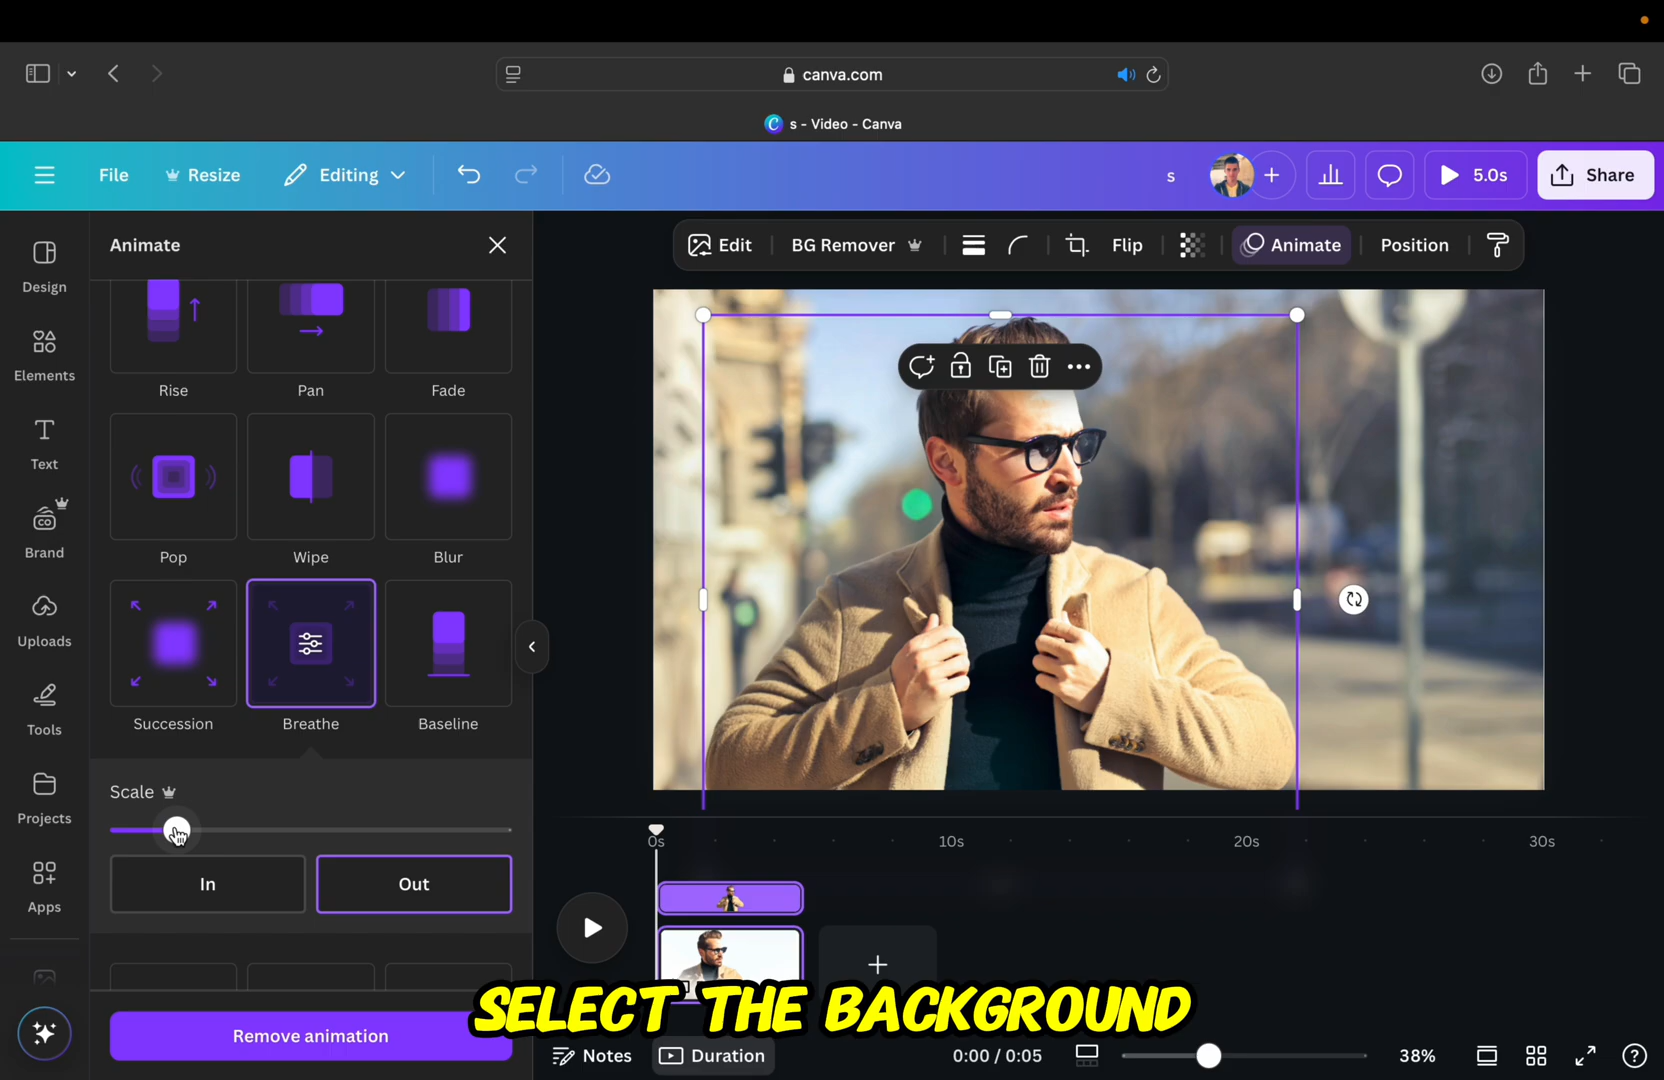 canva.com
s - Video - Canva
File
Resize
Editing
s
5.0s
Share
Design
Elements
Text
Brand
Uploads
Tools
Projects
Apps
Animate
Rise
Pan
Fade
Pop
Wipe
Blur
Succession
Breathe
Baseline
Scale
In
Out
Remove animation
Edit
BG Remover
Flip
Animate
Position
0s
10s
20s
30s
SELECT THE BACKGROUND
Notes
Duration
0:00 / 0:05
38%